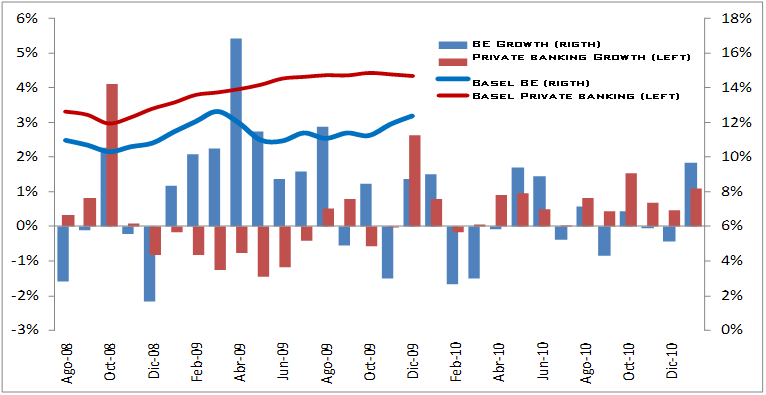 6%
5%
4%
3%
2%
1%
0%
-1%
-2%
-3%
BE Growth (rigth)
Private banking Growth (left)
Basel BE (rigth)
Basel Private banking (left)
18%
16%
14%
12%
10%
8%
6%
4%
2%
0%
Ago-08
Oct-08
Dic-08
Feb-09
Abr-09
Jun-09
Ago-09
Oct-09
Dic-09
Feb-10
Abr-10
Jun-10
Ago-10
Oct-10
Dic-10